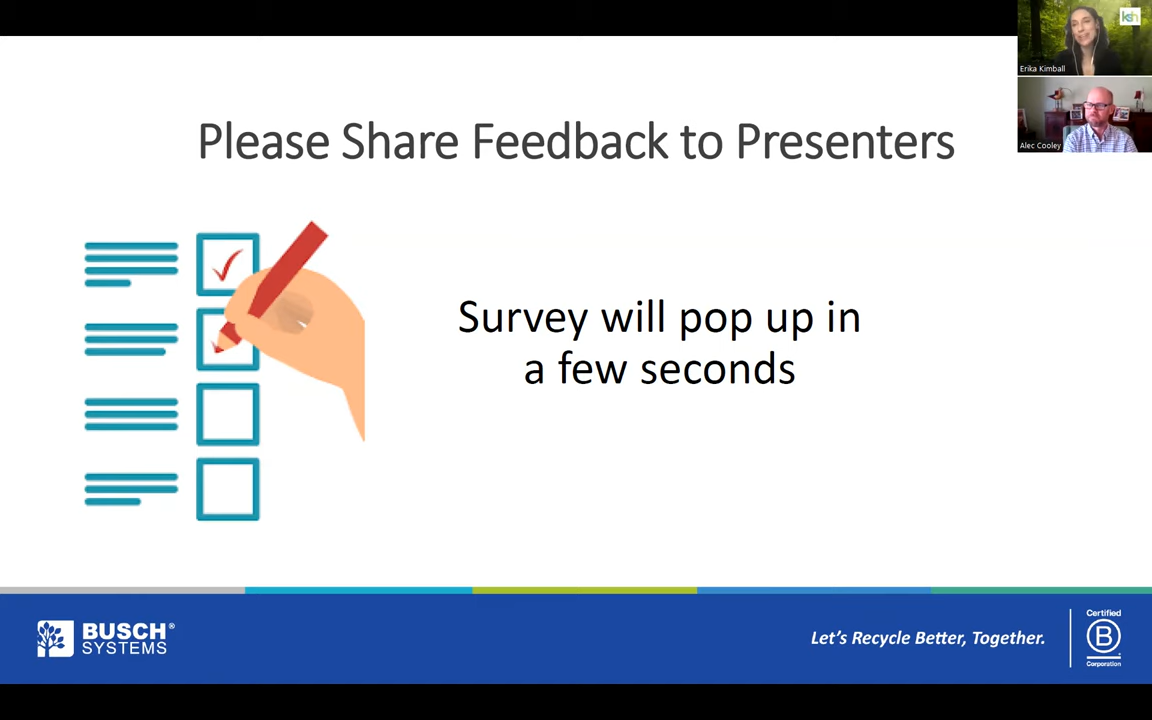 ksh
Erika Kimball
Please Share Feedback to Presenters
Alec Cooley
Survey will pop up in
a few seconds
BUSCH®
SYSTEMS
Let's Recycle Better, Together.
Certified
B
Corporation